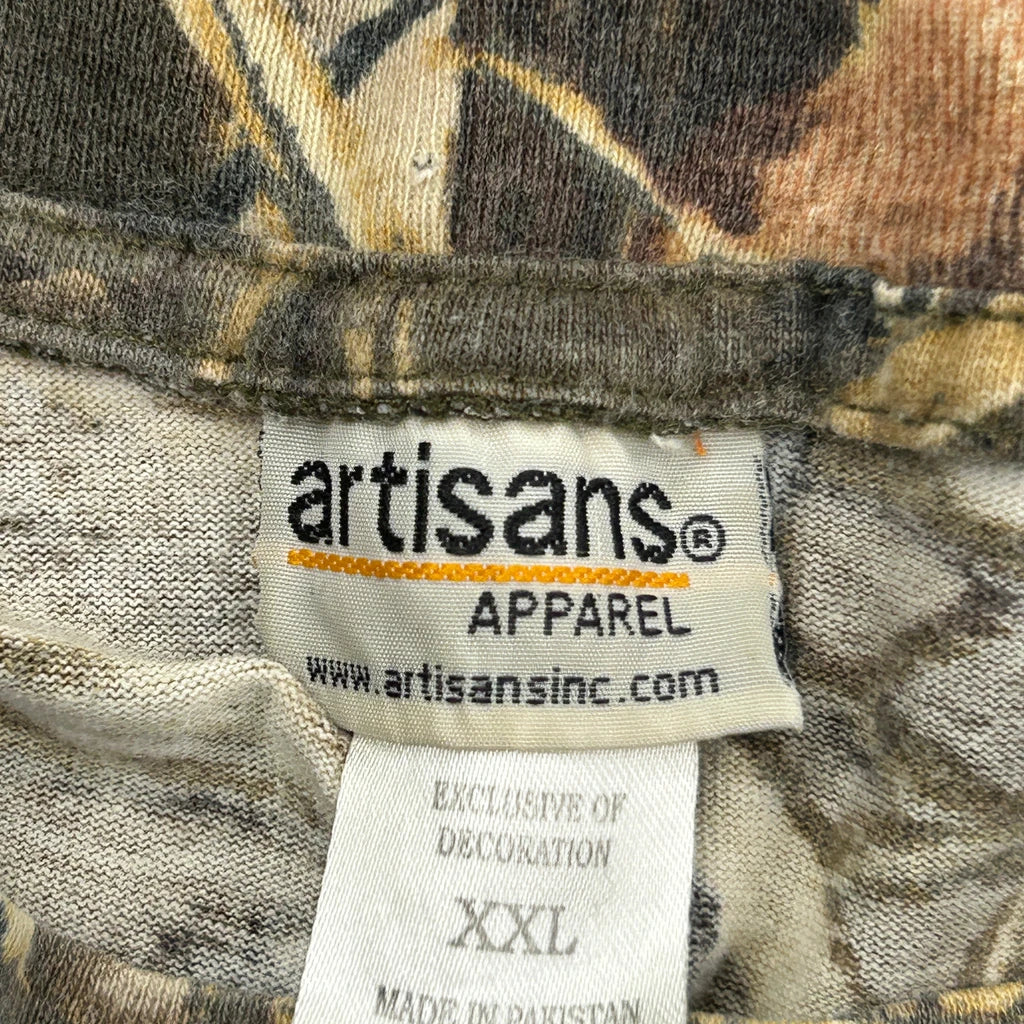 artisans®
APPAREL
www.artisansinc.com
EXCLUSIVE OF
DECORATION
XXL
MADE IN PAKISTAN